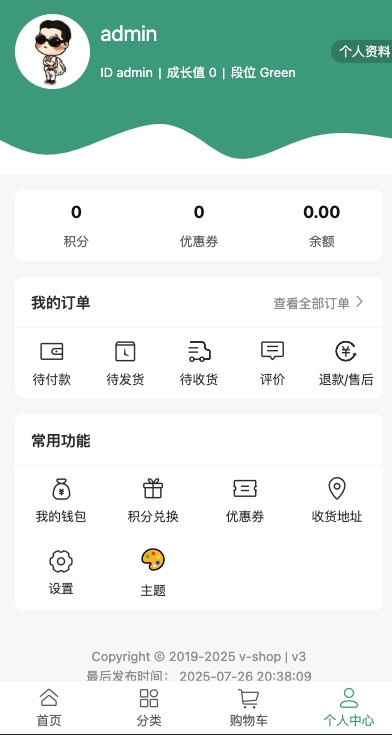 admin
个人资料
ID admin | 成长值 0 | 段位 Green
0 0 0.00
积分 优惠券 余额
我的订单 查看全部订单
待付款 待发货 待收货 评价 退款/售后
常用功能
我的钱包 积分兑换 优惠券 收货地址
设置 主题
Copyright © 2019-2025 v-shop | v3
最后发布时间： 2025-07-26 20:38:09
首页 分类 购物车 个人中心